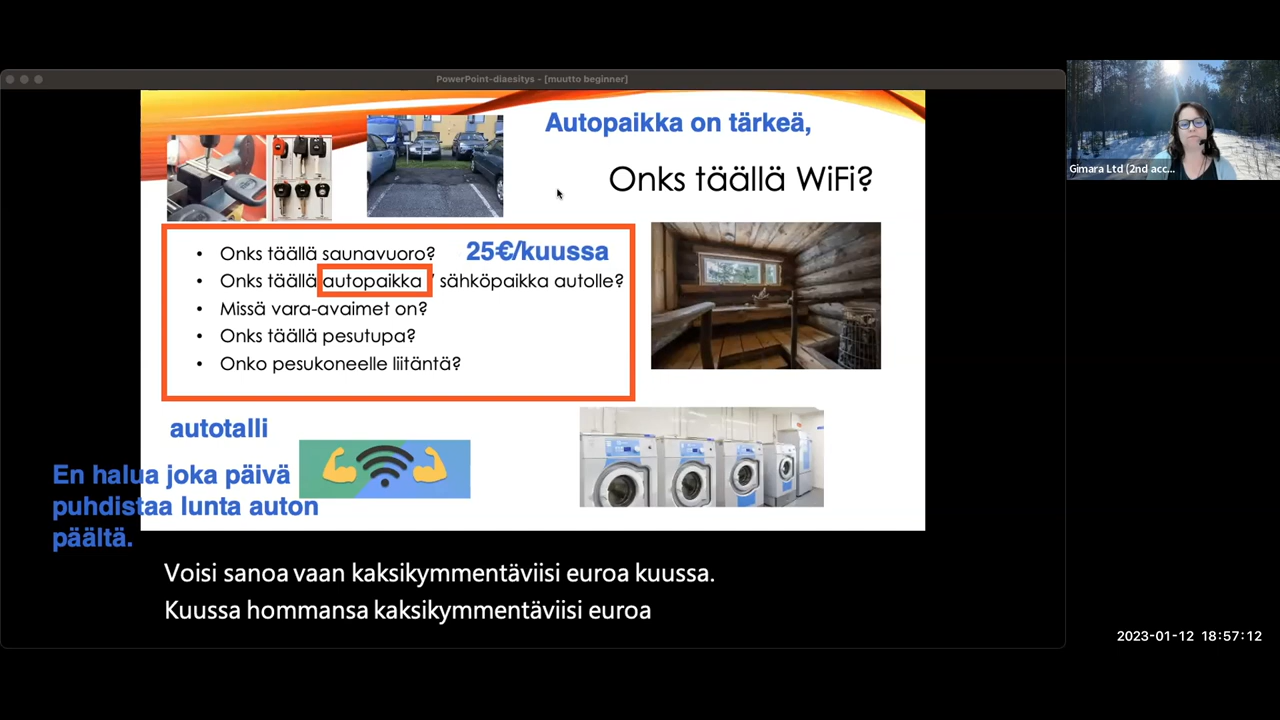 PowerPoint-diaesitys - [muutto beginner]
Autopaikka on tärkeä,
Onks täällä WiFi?
Gimara Ltd (2nd acc...
• Onks täällä saunavuoro? 25€/kuussa
• Onks täällä autopaikka / sähköpaikka autolle?
• Missä vara-avaimet on?
• Onks täällä pesutupa?
• Onko pesukoneelle liitäntä?
autotalli
En halua joka päivä
puhdistaa lunta auton
päältä.
Voisi sanoa vaan kaksikymmentäviisi euroa kuussa.
Kuussa hommansa kaksikymmentäviisi euroa
2023-01-12 18:57:12